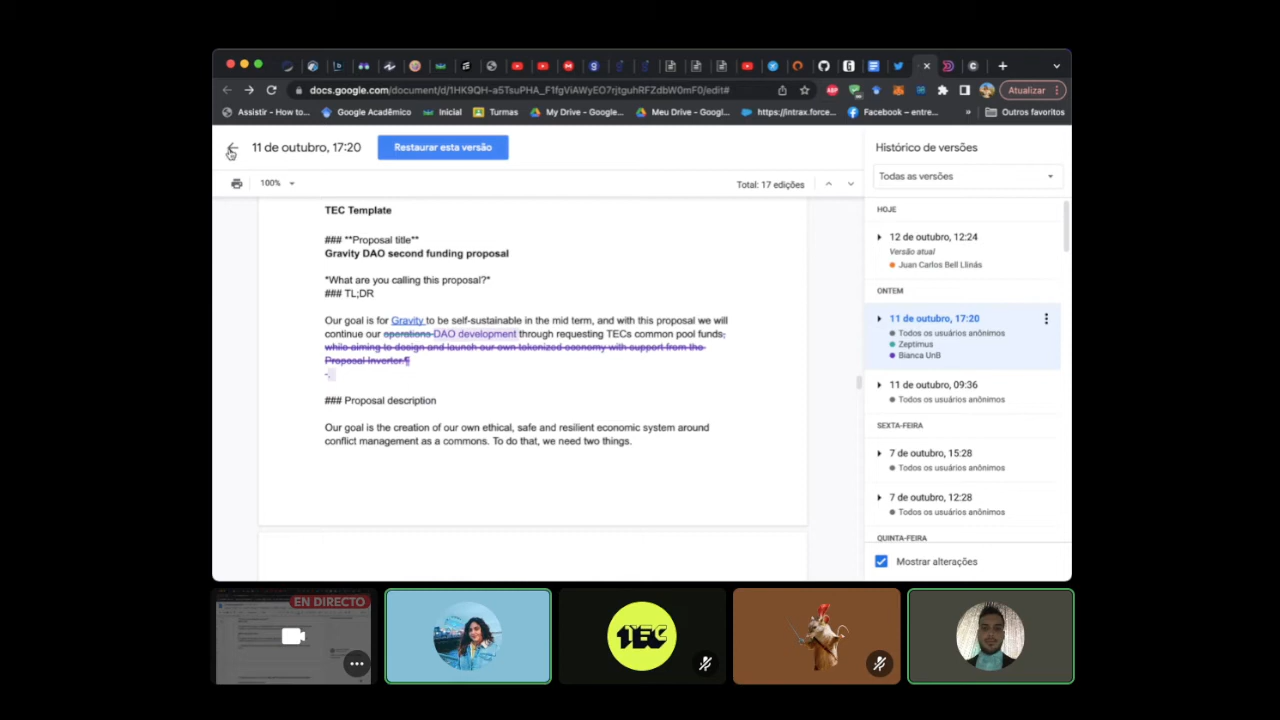 docs.google.com/document/d/1HK9QH-a5TsuPHA_F1fgViAWyEO7rjtguhRFZdbW0mF0/edit#
Atualizar
Assistir - How to...
Google Acadêmico
Inicial
Turmas
My Drive - Google...
Meu Drive - Googl...
https://intrax.force...
Facebook – entre...
»
Outros favoritos
11 de outubro, 17:20
Restaurar esta versão
100%
Total: 17 edições
TEC Template
### **Proposal title**
Gravity DAO second funding proposal
*What are you calling this proposal?*
### TL;DR
Our goal is for Gravity to be self-sustainable in the mid term, and with this proposal we will
continue our operations DAO development through requesting TECs common pool funds,
while aiming to design and launch our own tokenized economy with support from the
Proposal Inverter.¶
-.
### Proposal description
Our goal is the creation of our own ethical, safe and resilient economic system around
conflict management as a commons. To do that, we need two things.
Histórico de versões
Todas as versões
HOJE
12 de outubro, 12:24
Versão atual
Juan Carlos Bell Llinás
ONTEM
11 de outubro, 17:20
Todos os usuários anônimos
Zeptimus
Bianca UnB
11 de outubro, 09:36
Todos os usuários anônimos
SEXTA-FEIRA
7 de outubro, 15:28
Todos os usuários anônimos
7 de outubro, 12:28
Todos os usuários anônimos
QUINTA-FEIRA
Mostrar alterações
EN DIRECTO
TEC